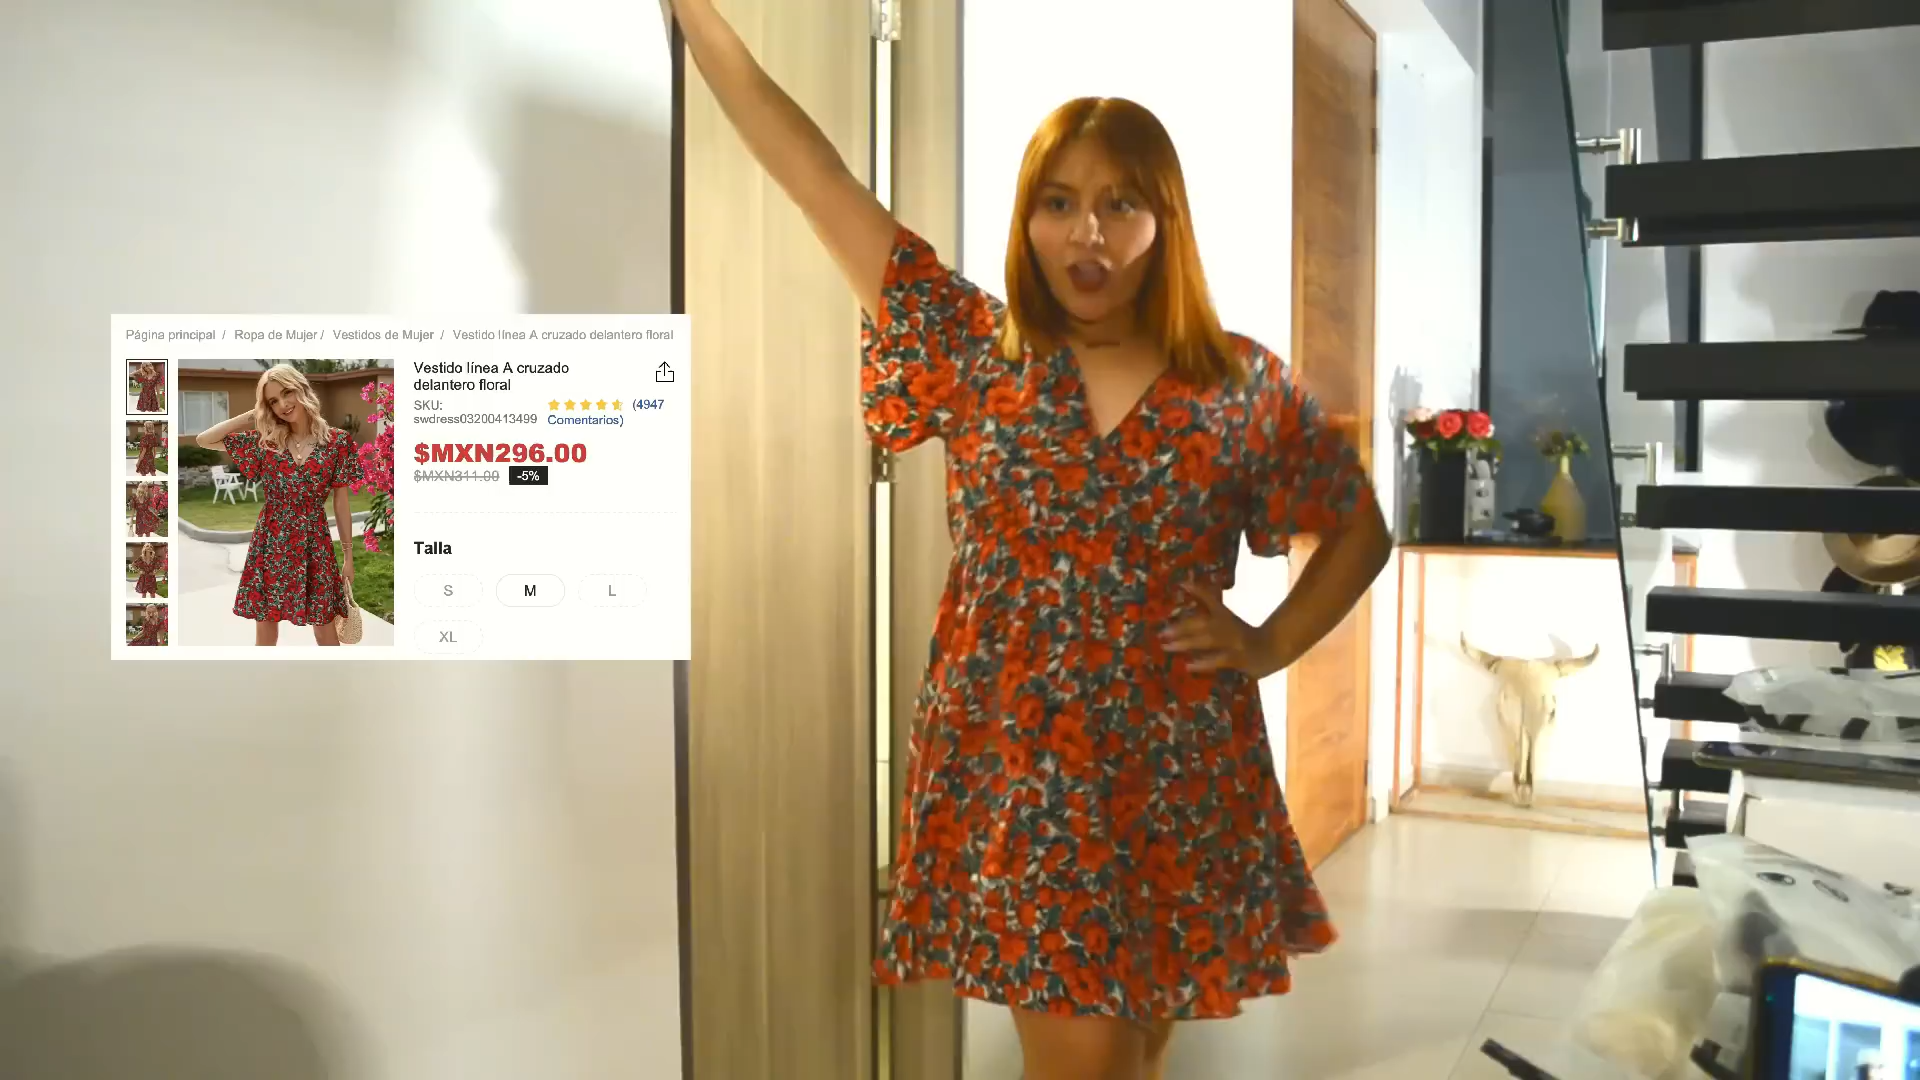 Página principal / Ropa de Mujer / Vestidos de Mujer / Vestido línea A cruzado delantero floral
Vestido línea A cruzado
delantero floral
SKU:
swdress03200413499
(4947
Comentarios)
$MXN296.00
$MXN311.00 -5%
Talla
S M L
XL